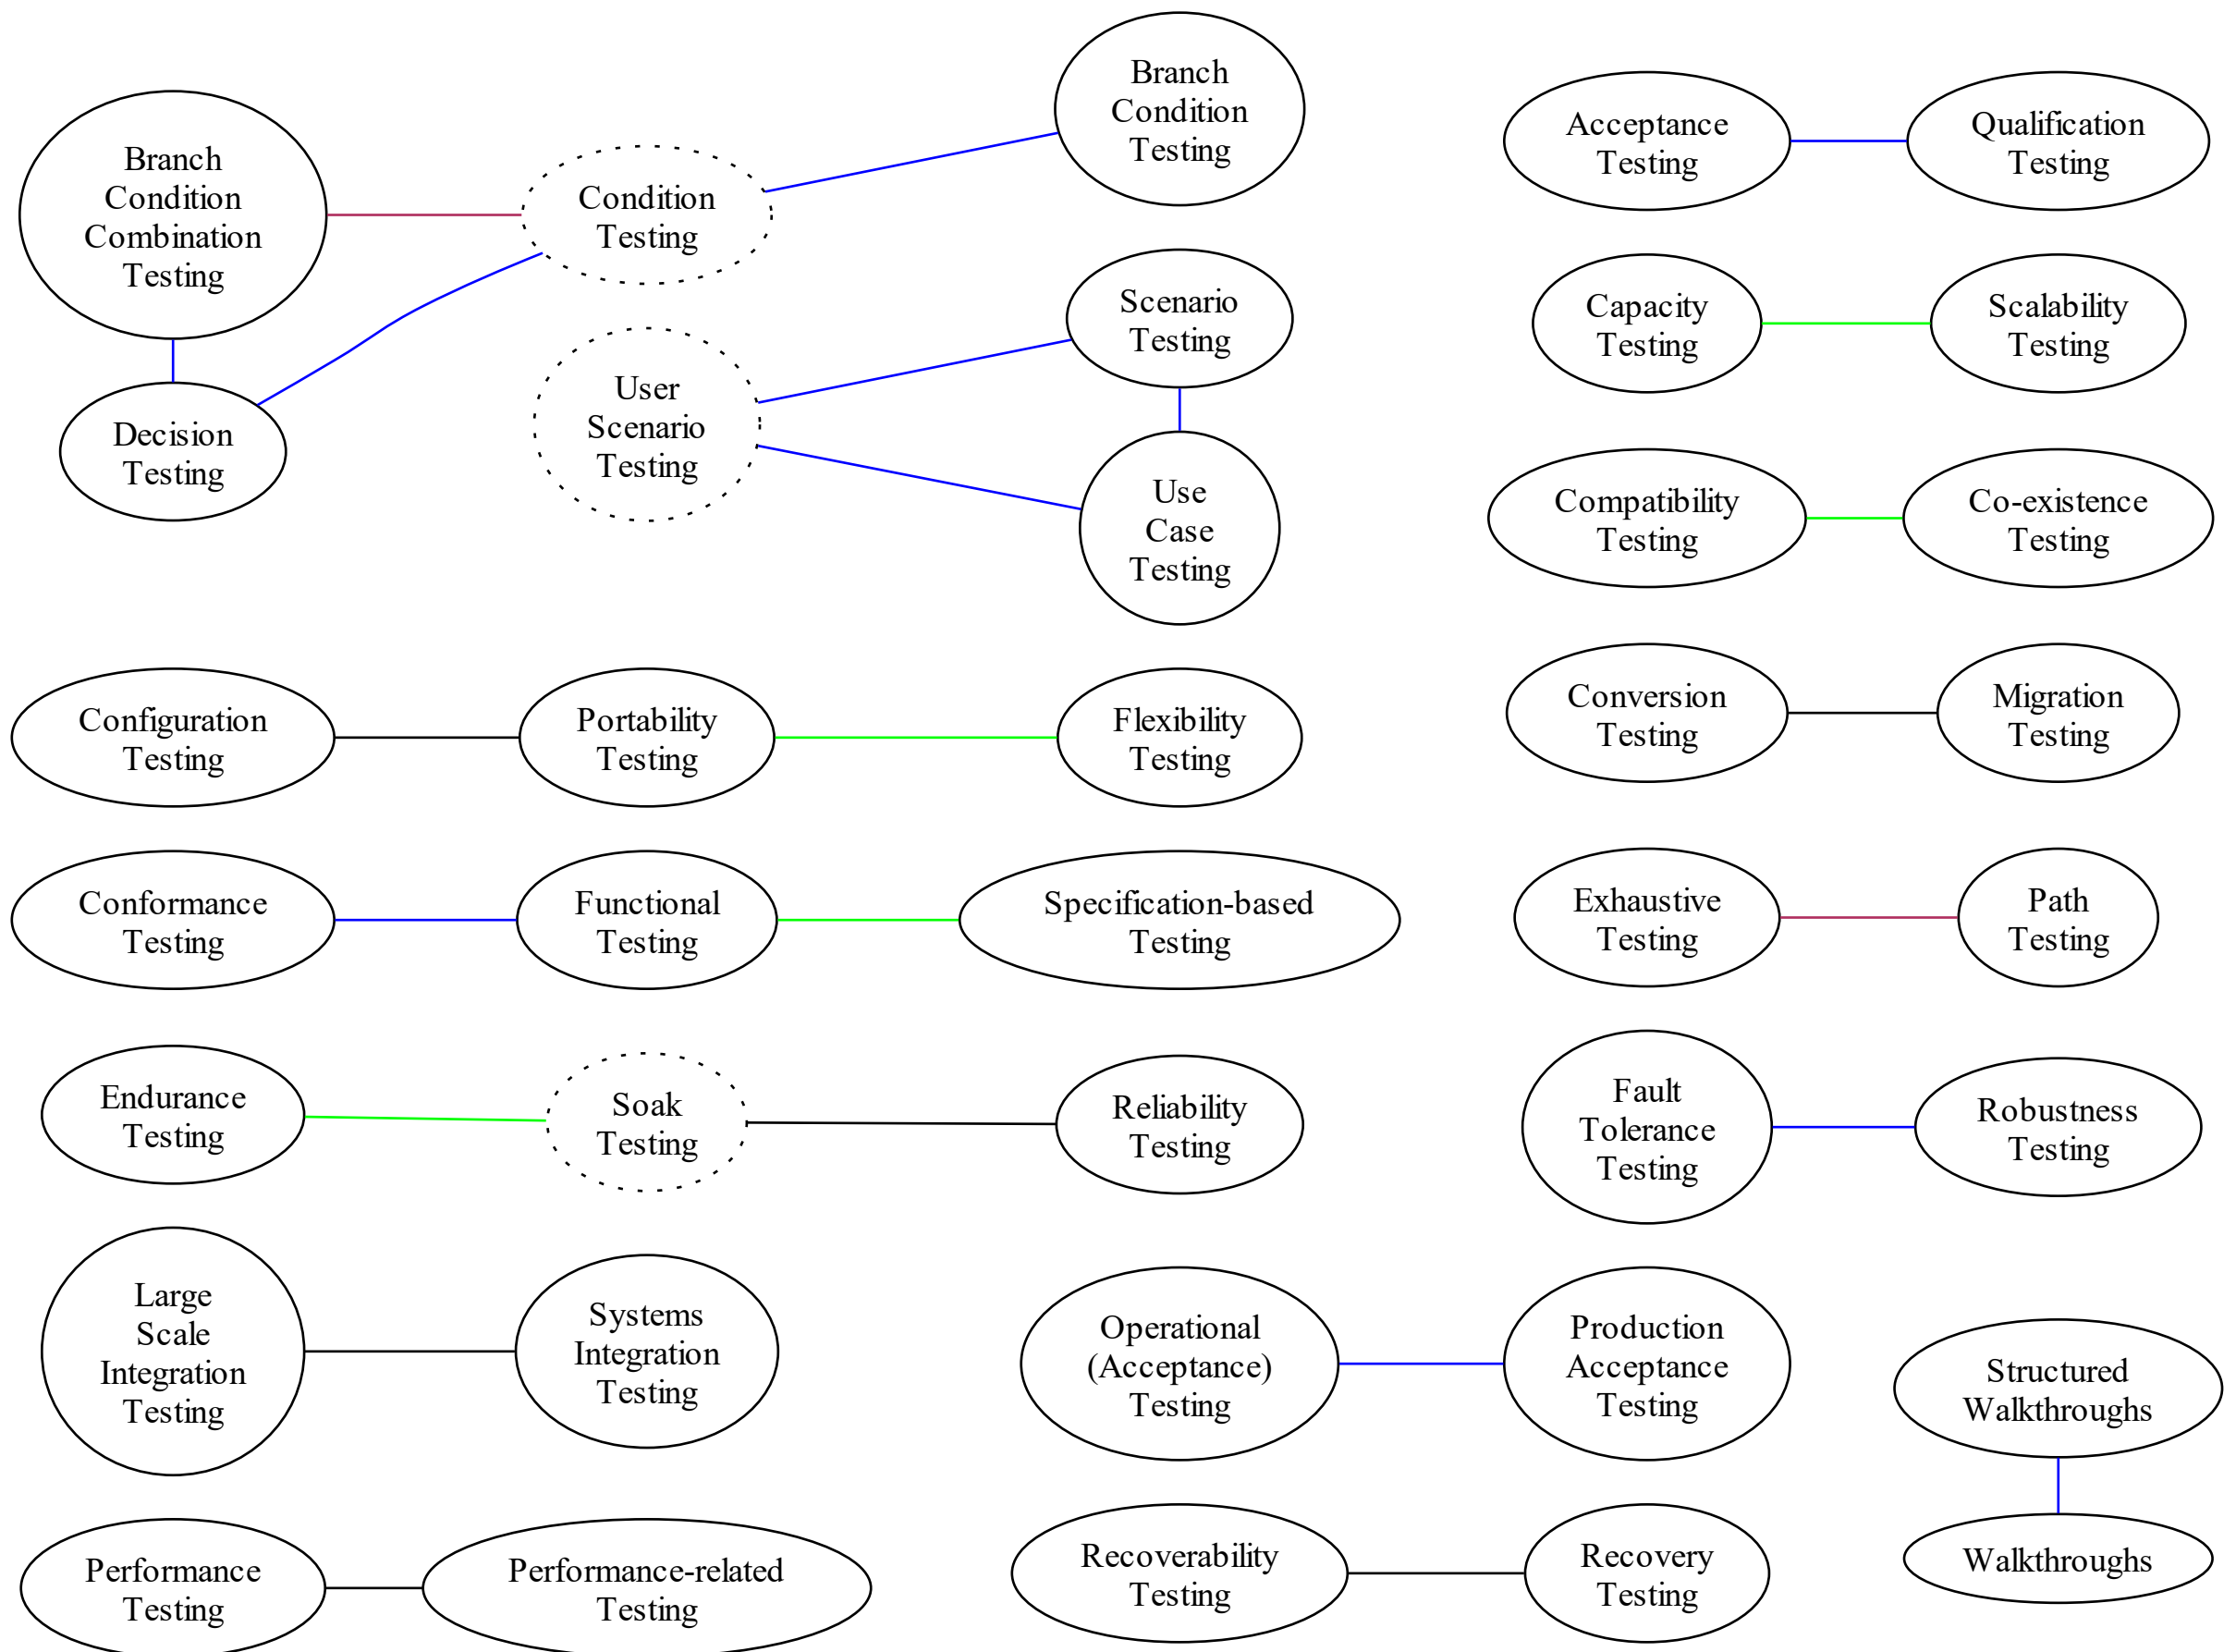 Branch
Condition
Combination
Testing
Condition
Testing
Branch
Condition
Testing
Acceptance
Testing
Qualification
Testing
Decision
Testing
User
Scenario
Testing
Scenario
Testing
Use
Case
Testing
Capacity
Testing
Scalability
Testing
Compatibility
Testing
Co-existence
Testing
Configuration
Testing
Portability
Testing
Flexibility
Testing
Conversion
Testing
Migration
Testing
Conformance
Testing
Functional
Testing
Specification-based
Testing
Exhaustive
Testing
Path
Testing
Endurance
Testing
Soak
Testing
Reliability
Testing
Fault
Tolerance
Testing
Robustness
Testing
Large
Scale
Integration
Testing
Systems
Integration
Testing
Operational
(Acceptance)
Testing
Production
Acceptance
Testing
Structured
Walkthroughs
Performance
Testing
Performance-related
Testing
Recoverability
Testing
Recovery
Testing
Walkthroughs